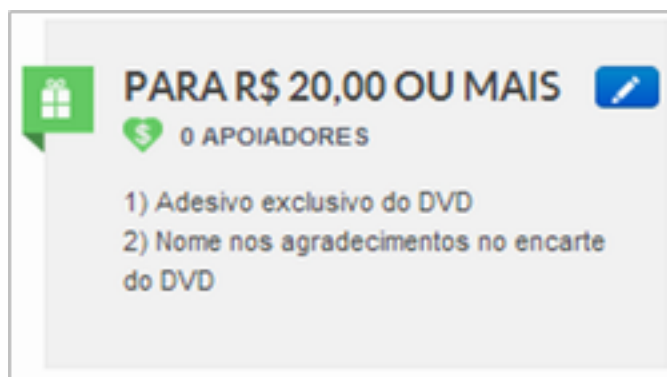 PARA R$ 20,00 OU MAIS
$ 0 APOIADORES
1) Adesivo exclusivo do DVD
2) Nome nos agradecimentos no encarte
do DVD